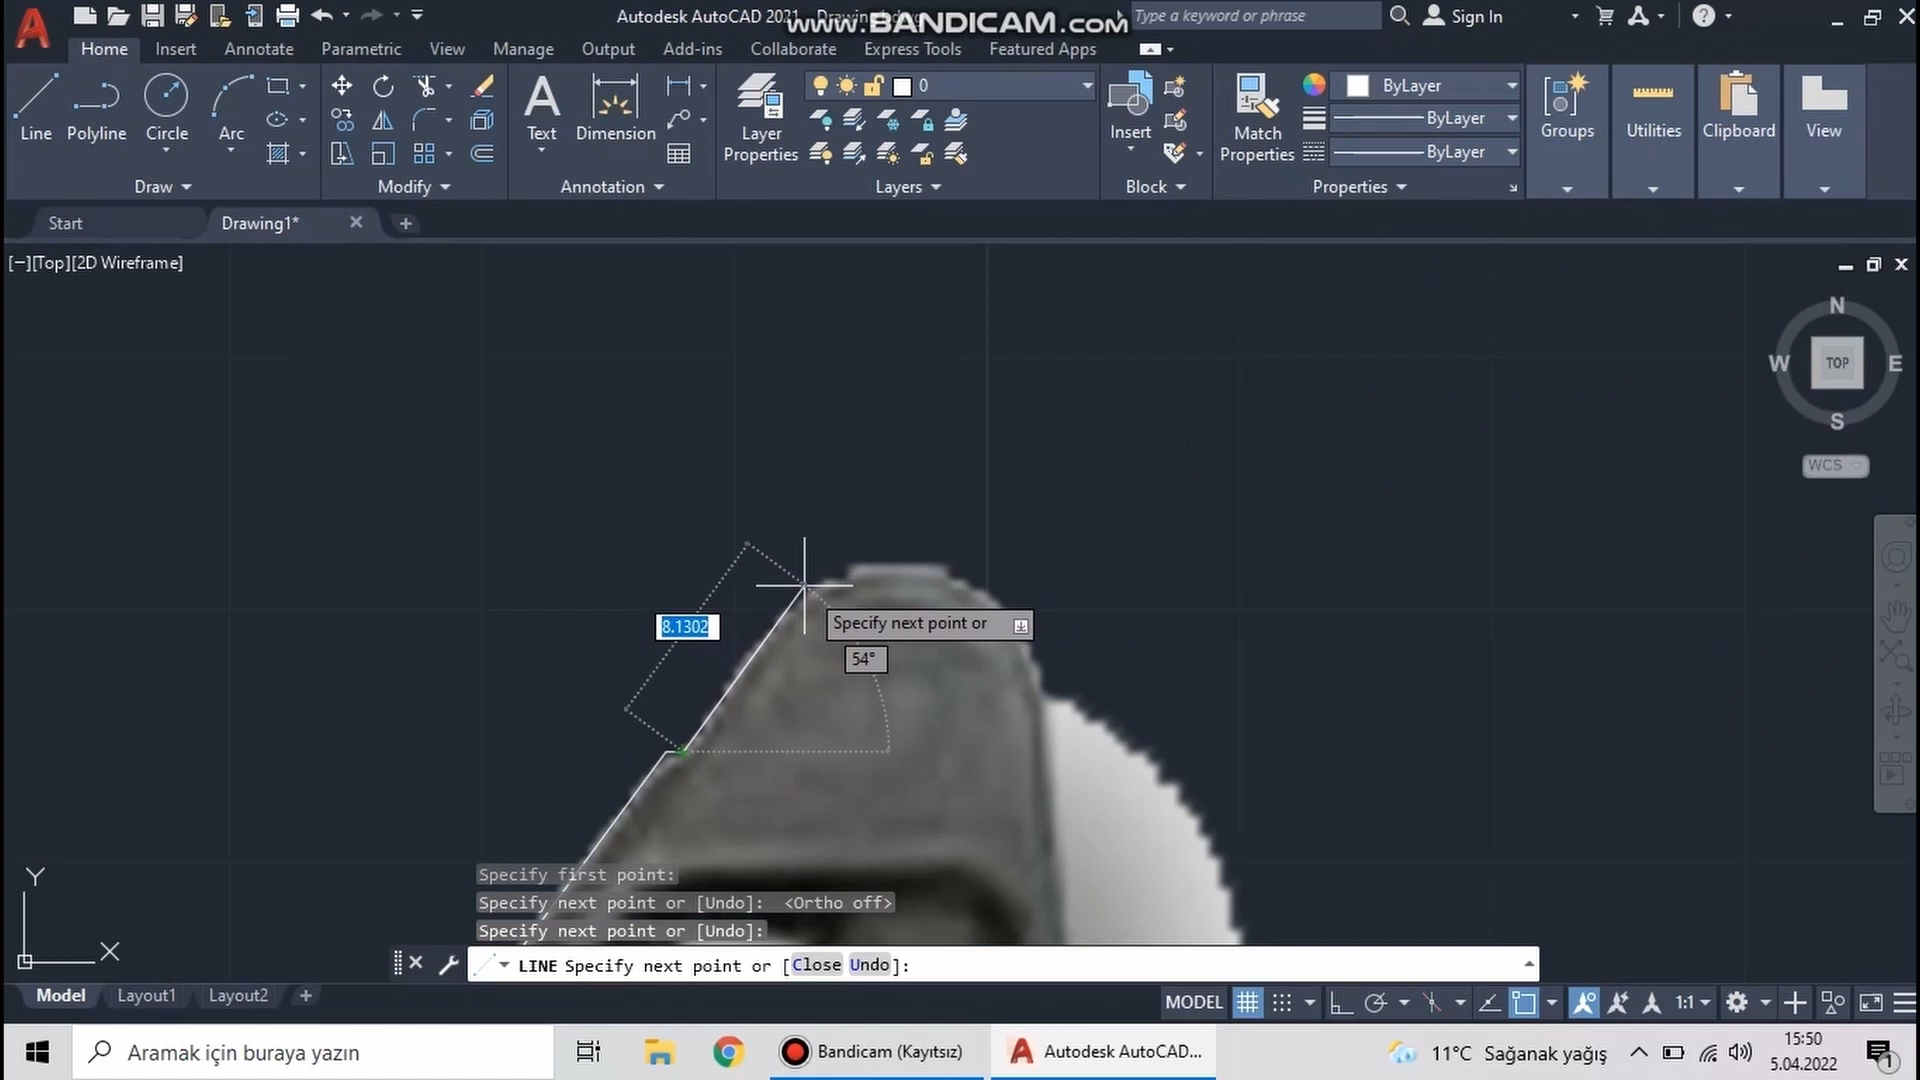 Autodesk AutoCAD 2021
www.BANDICAM.com
Type a keyword or phrase
Sign In
Home Insert Annotate Parametric View Manage Output Add-ins Collaborate Express Tools Featured Apps
0
ByLayer
ByLayer
ByLayer
Line Polyline Circle Arc
Text Dimension
Layer Properties
Insert
Match Properties
Groups Utilities Clipboard View
Draw Modify Annotation Layers Block Properties
Start Drawing1*
[−][Top][2D Wireframe]
N
W TOP E
S
WCS
8.1302
Specify next point or
54°
Y
X
Specify first point:
Specify next point or [Undo]:  <Ortho off>
Specify next point or [Undo]:
LINE Specify next point or [Close Undo]:
Model Layout1 Layout2
MODEL 1:1
Aramak için buraya yazın
Bandicam (Kayıtsız)
Autodesk AutoCAD...
11°C Sağanak yağış
15:50
5.04.2022
1